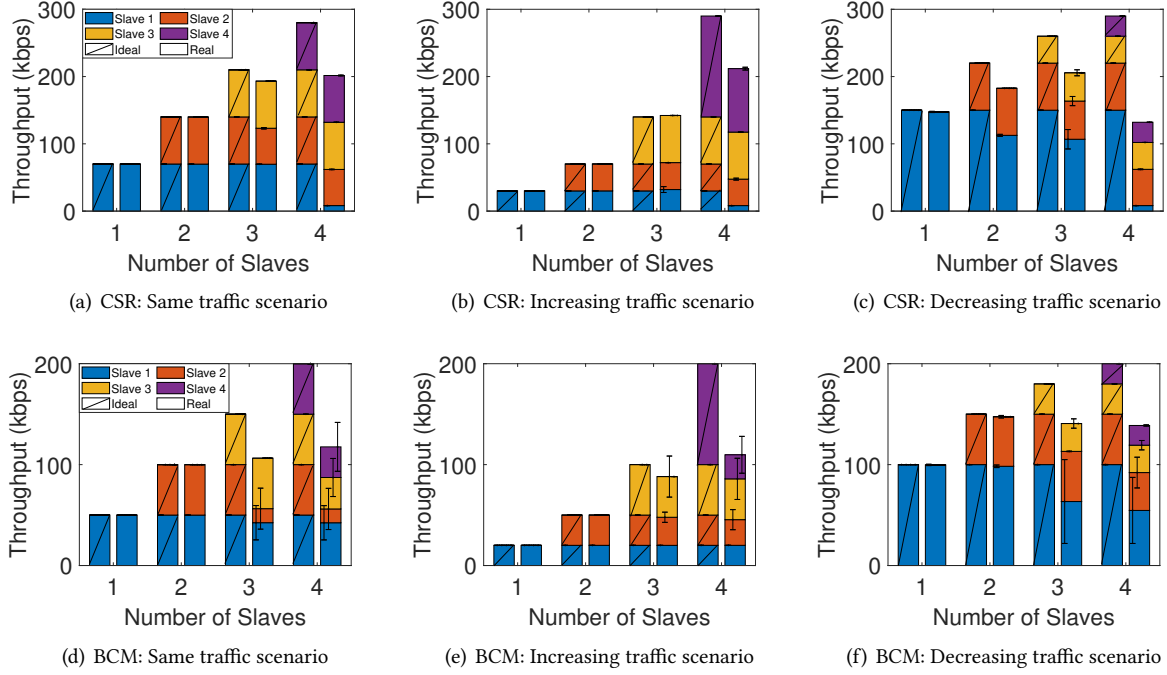 300
200
100
0
Throughput (kbps)
Slave 1 Slave 2
Slave 3 Slave 4
Ideal Real
1 2 3 4
Number of Slaves
(a) CSR: Same traffic scenario
300
200
100
0
Throughput (kbps)
1 2 3 4
Number of Slaves
(b) CSR: Increasing traffic scenario
300
200
100
0
Throughput (kbps)
1 2 3 4
Number of Slaves
(c) CSR: Decreasing traffic scenario
200
100
0
Throughput (kbps)
Slave 1 Slave 2
Slave 3 Slave 4
Ideal Real
1 2 3 4
Number of Slaves
(d) BCM: Same traffic scenario
200
100
0
Throughput (kbps)
1 2 3 4
Number of Slaves
(e) BCM: Increasing traffic scenario
200
100
0
Throughput (kbps)
1 2 3 4
Number of Slaves
(f) BCM: Decreasing traffic scenario